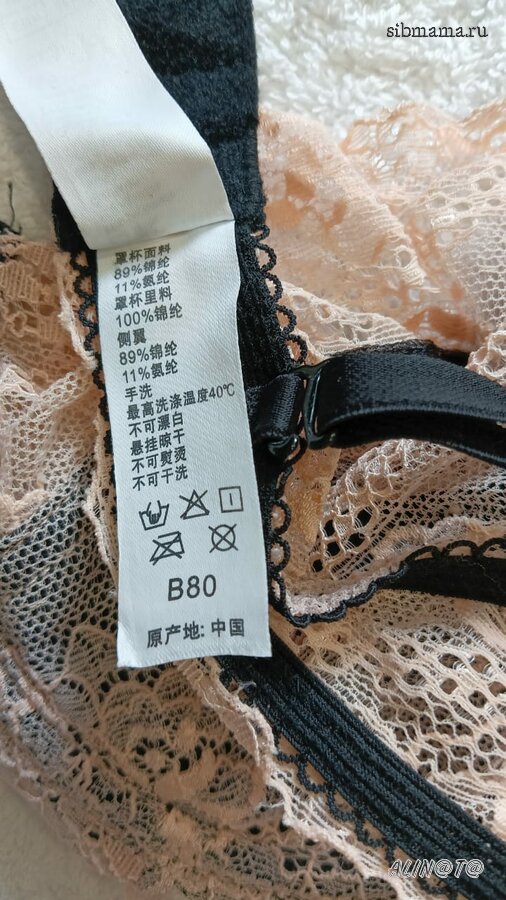 sibmama.ru
罩杯面料
89%锦纶
11%氨纶
罩杯里料
100%锦纶
侧翼
89%锦纶
11%氨纶
手洗
最高洗涤温度40℃
不可漂白
悬挂晾干
不可熨烫
不可干洗
B80
原产地: 中国
ALIN@T@